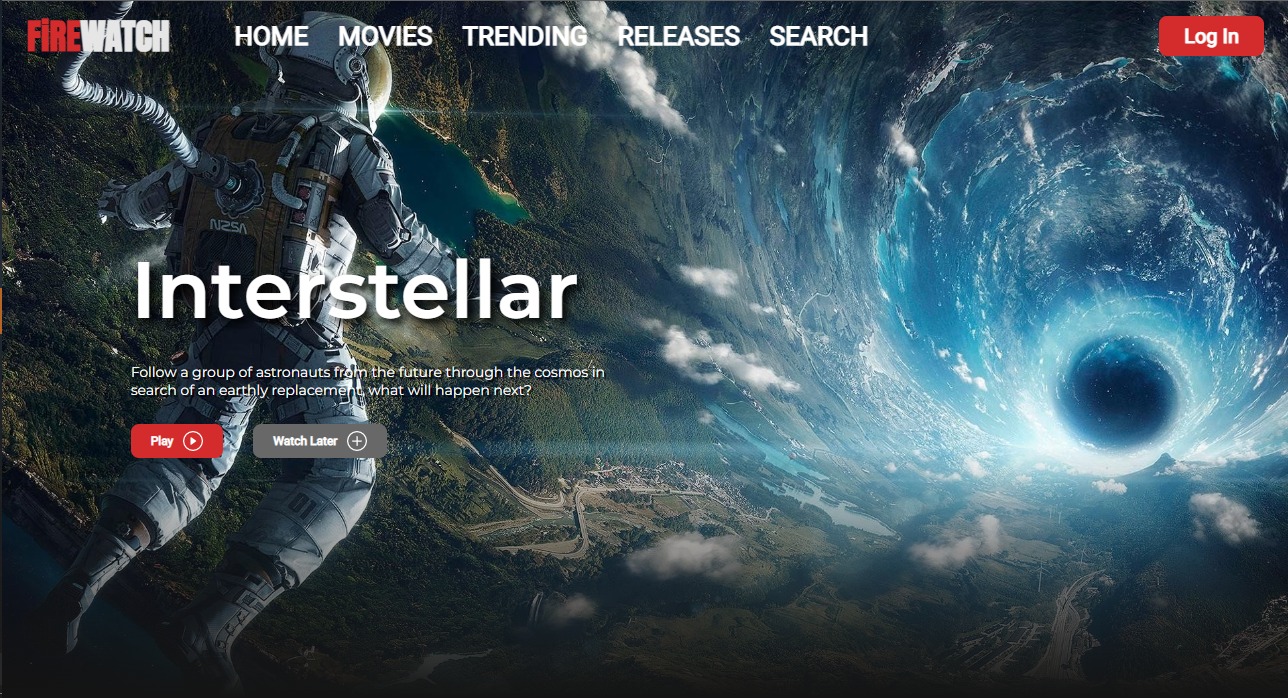 FiREWATCH
HOME MOVIES TRENDING RELEASES SEARCH
Log In
NASA
Interstellar
Follow a group of astronauts from the future through the cosmos in
search of an earthly replacement, what will happen next?
Play
Watch Later
01